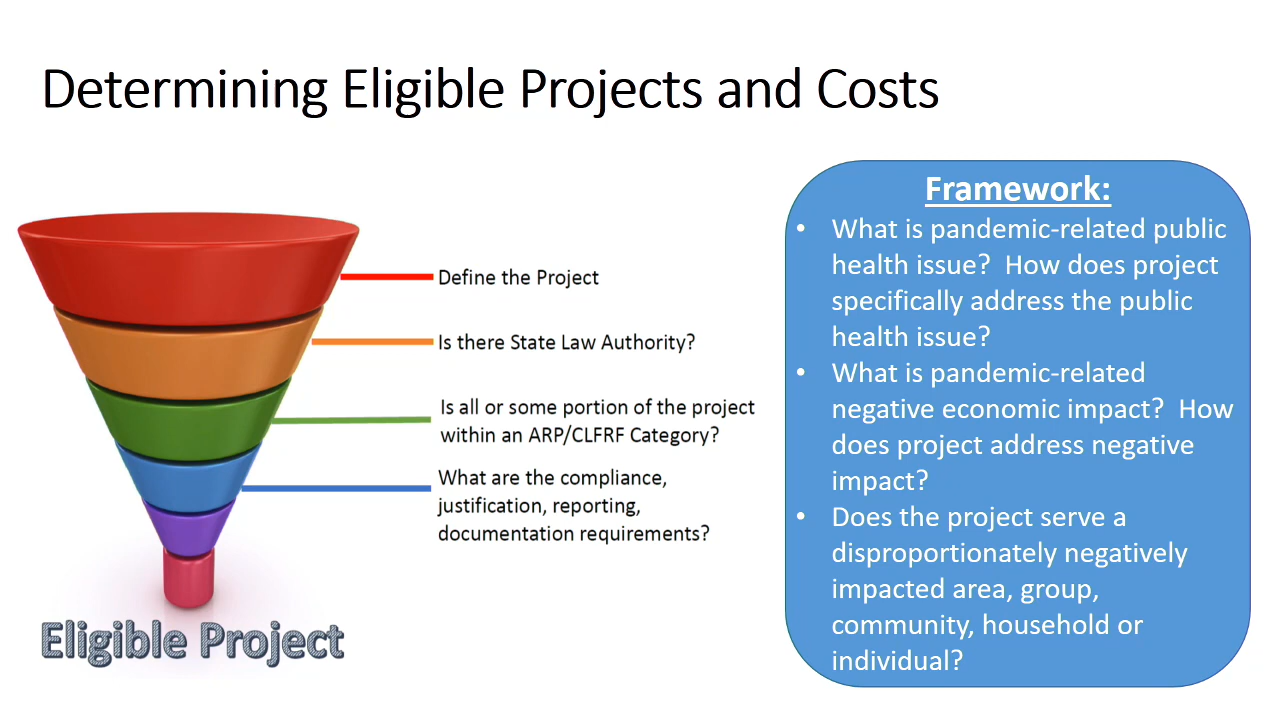 Determining Eligible Projects and Costs
Define the Project
Is there State Law Authority?
Is all or some portion of the project
within an ARP/CLFRF Category?
What are the compliance,
justification, reporting,
documentation requirements?
Eligible Project
Framework:
• What is pandemic-related public
health issue? How does project
specifically address the public
health issue?
• What is pandemic-related
negative economic impact? How
does project address negative
impact?
• Does the project serve a
disproportionately negatively
impacted area, group,
community, household or
individual?